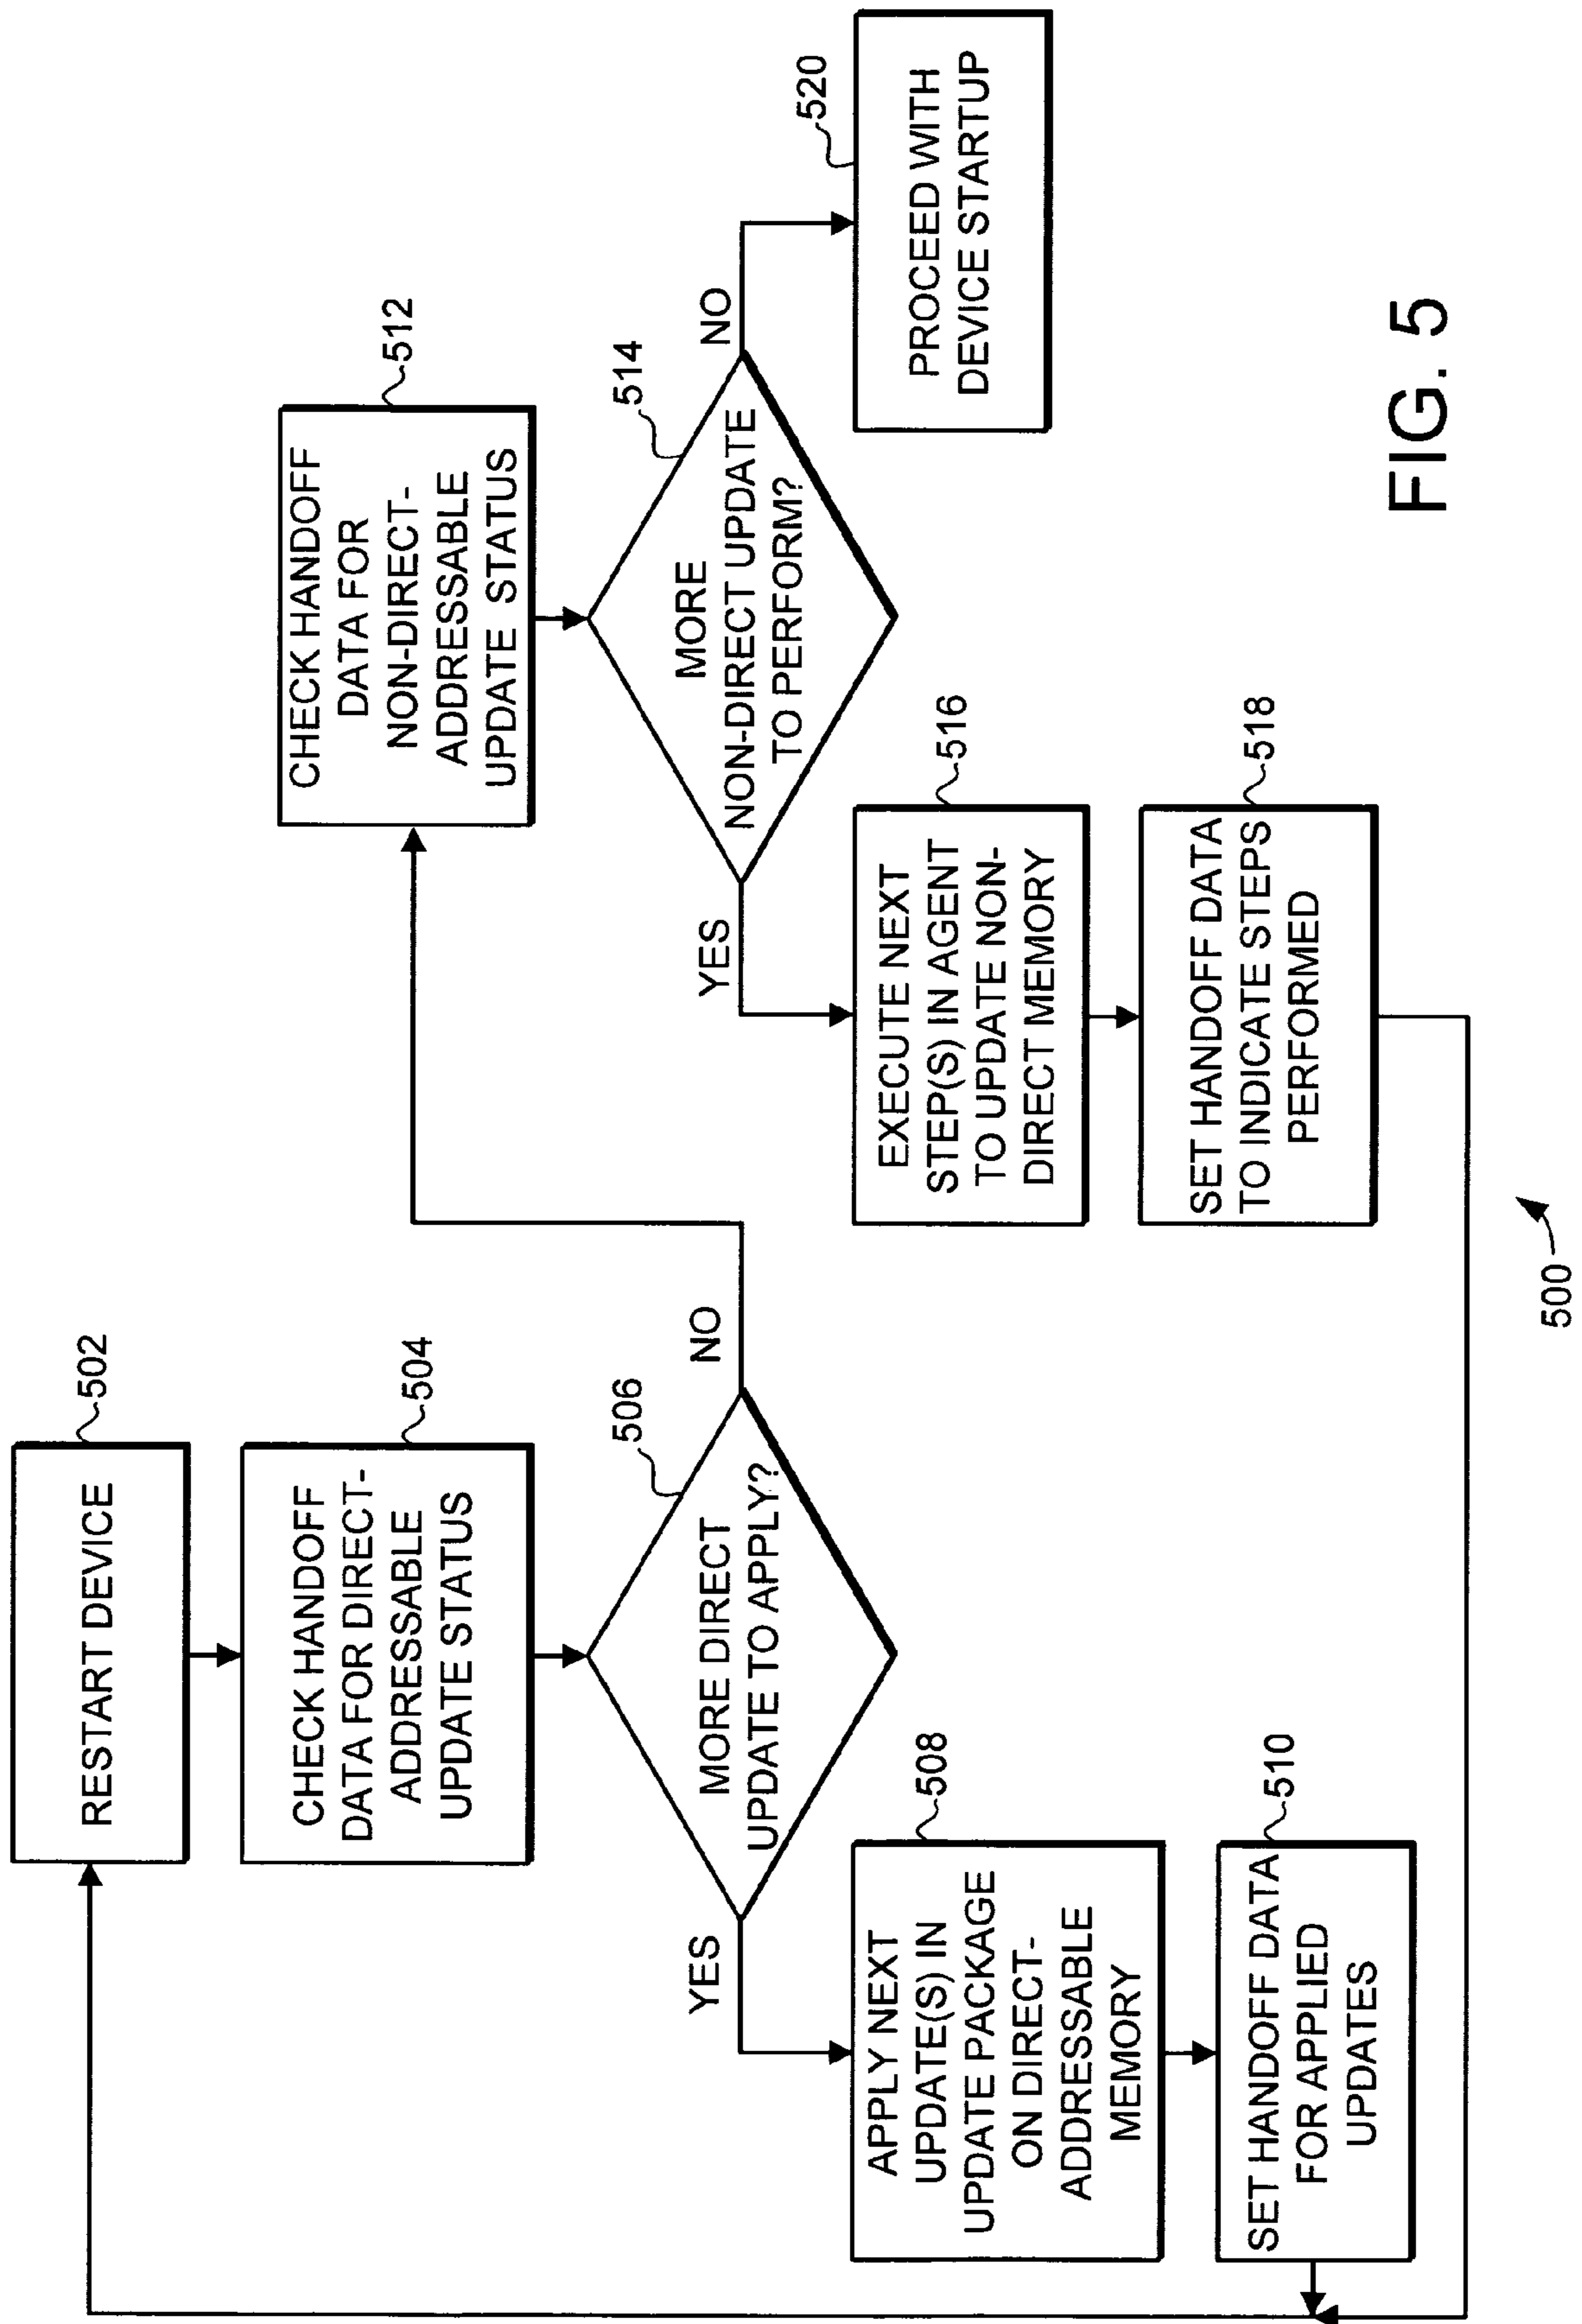 502
RESTART DEVICE
504
CHECK HANDOFF
DATA FOR DIRECT-
ADDRESSABLE
UPDATE STATUS
506
MORE DIRECT
UPDATE TO APPLY?
YES
NO
508
APPLY NEXT
UPDATE(S) IN
UPDATE PACKAGE
ON DIRECT-
ADDRESSABLE
MEMORY
510
SET HANDOFF DATA
FOR APPLIED
UPDATES
512
CHECK HANDOFF
DATA FOR
NON-DIRECT-
ADDRESSABLE
UPDATE STATUS
514
MORE
NON-DIRECT UPDATE
TO PERFORM?
YES
NO
516
EXECUTE NEXT
STEP(S) IN AGENT
TO UPDATE NON-
DIRECT MEMORY
518
SET HANDOFF DATA
TO INDICATE STEPS
PERFORMED
520
PROCEED WITH
DEVICE STARTUP
500
FIG. 5